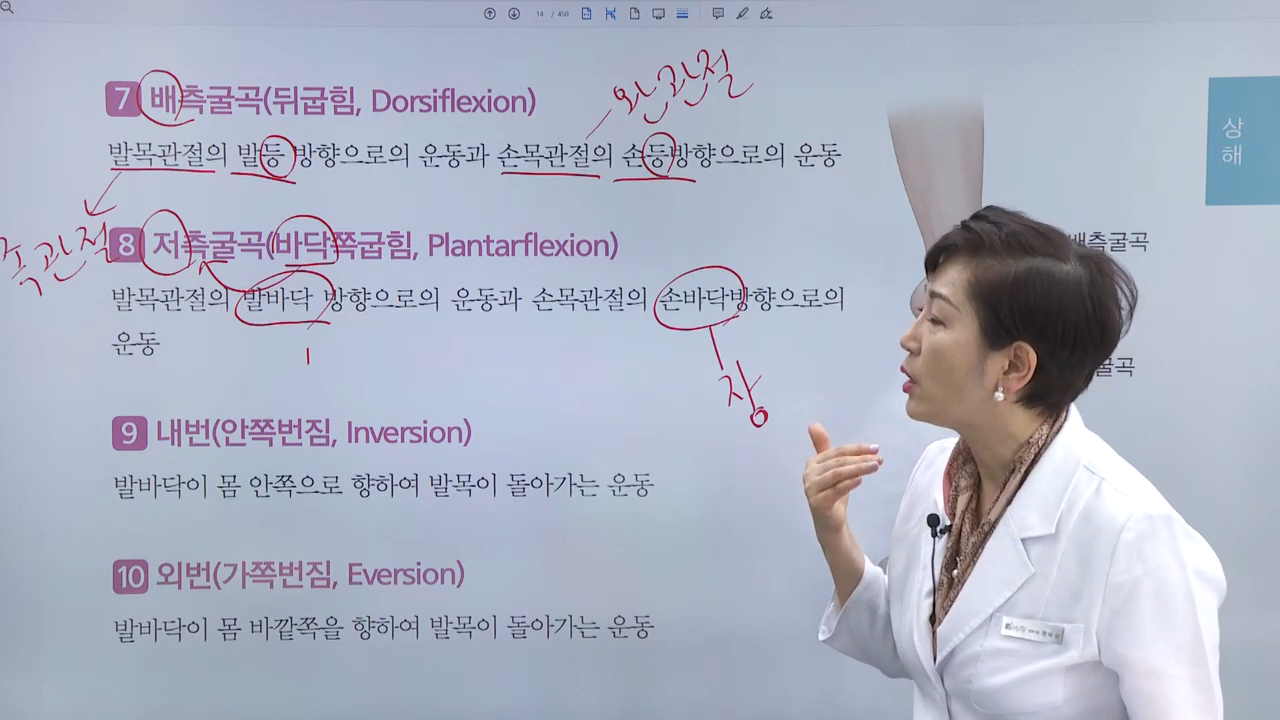 14 / 450
완관절
7 배측굴곡(뒤굽힘, Dorsiflexion)
발목관절의 발등 방향으로의 운동과 손목관절의 손등방향으로의 운동
족관절
8 저측굴곡(바닥쪽굽힘, Plantarflexion)
발목관절의 발바닥 방향으로의 운동과 손목관절의 손바닥방향으로의
운동
장
9 내번(안쪽번짐, Inversion)
발바닥이 몸 안쪽으로 향하여 발목이 돌아가는 운동
10 외번(가쪽번짐, Eversion)
발바닥이 몸 바깥쪽을 향하여 발목이 돌아가는 운동
상
해
배측굴곡
굴곡